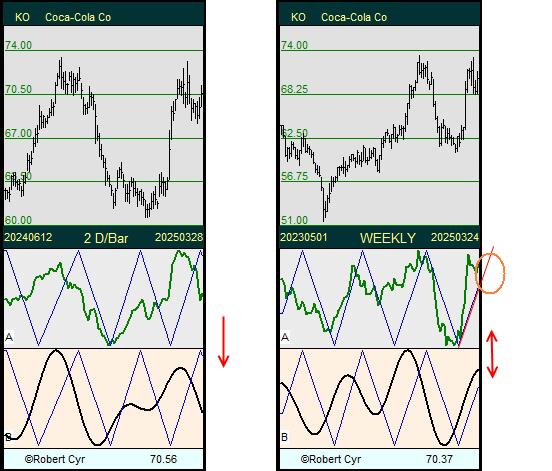 KO Coca-Cola Co
74.00
70.50
67.00
60.00
20240612 2 D/Bar 20250328
A
B
©Robert Cyr 70.56
KO Coca-Cola Co
74.00
68.25
62.50
56.75
51.00
20230501 WEEKLY 20250324
A
B
©Robert Cyr 70.37